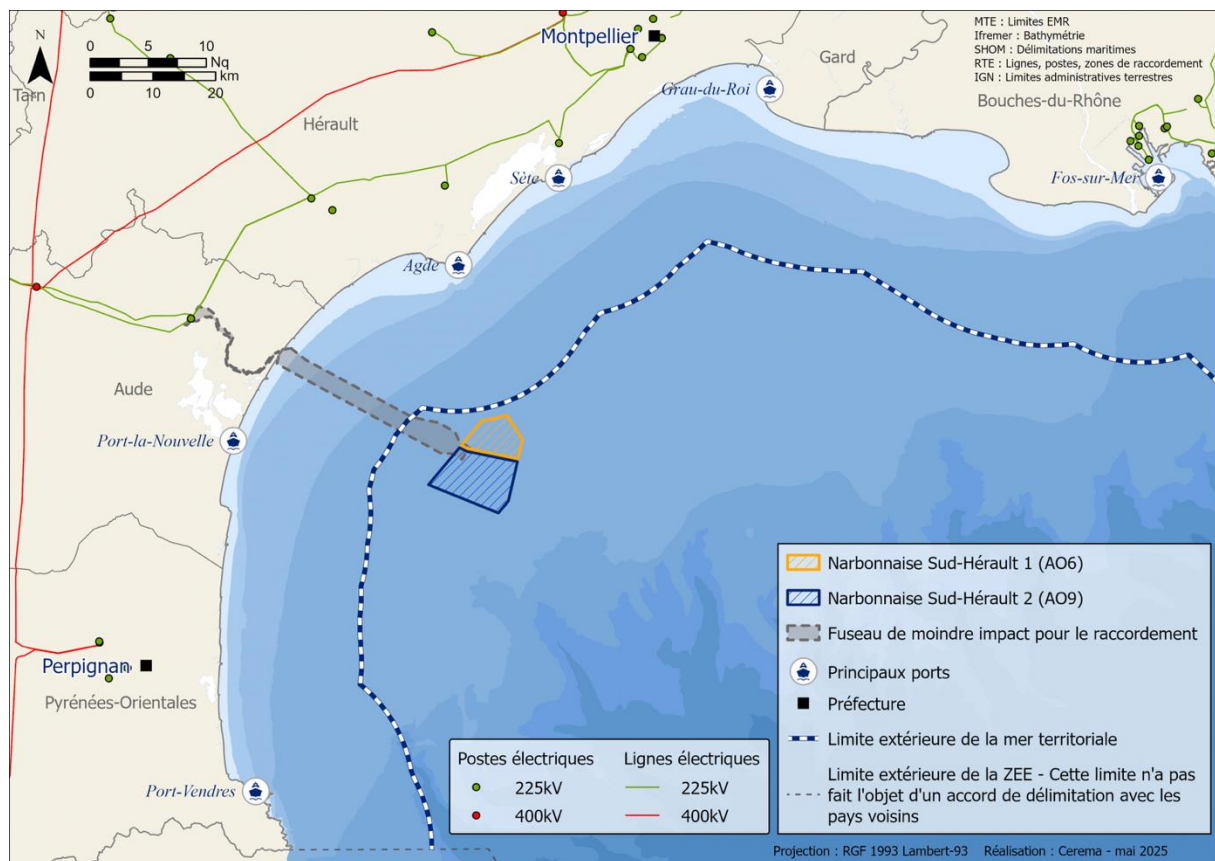 MTE : Limites EMR
Ifremer : Bathymétrie
SHOM : Délimitations maritimes
RTE : Lignes, postes, zones de raccordement
IGN : Limites administratives terrestres
N
0 5 10
Nq
km
0 10 20
Tarn
Hérault
Montpellier
Gard
Grau-du-Roi
Bouches-du-Rhône
Sète
Fos-sur-Mer
Agde
Aude
Port-la-Nouvelle
Perpignan
Pyrénées-Orientales
Port-Vendres
Postes électriques
225kV
400kV
Lignes électriques
225kV
400kV
Narbonnaise Sud-Hérault 1 (AO6)
Narbonnaise Sud-Hérault 2 (AO9)
Fuseau de moindre impact pour le raccordement
Principaux ports
Préfecture
Limite extérieure de la mer territoriale
Limite extérieure de la ZEE - Cette limite n'a pas
fait l'objet d'un accord de délimitation avec les
pays voisins
Projection : RGF 1993 Lambert-93 Réalisation : Cerema - mai 2025